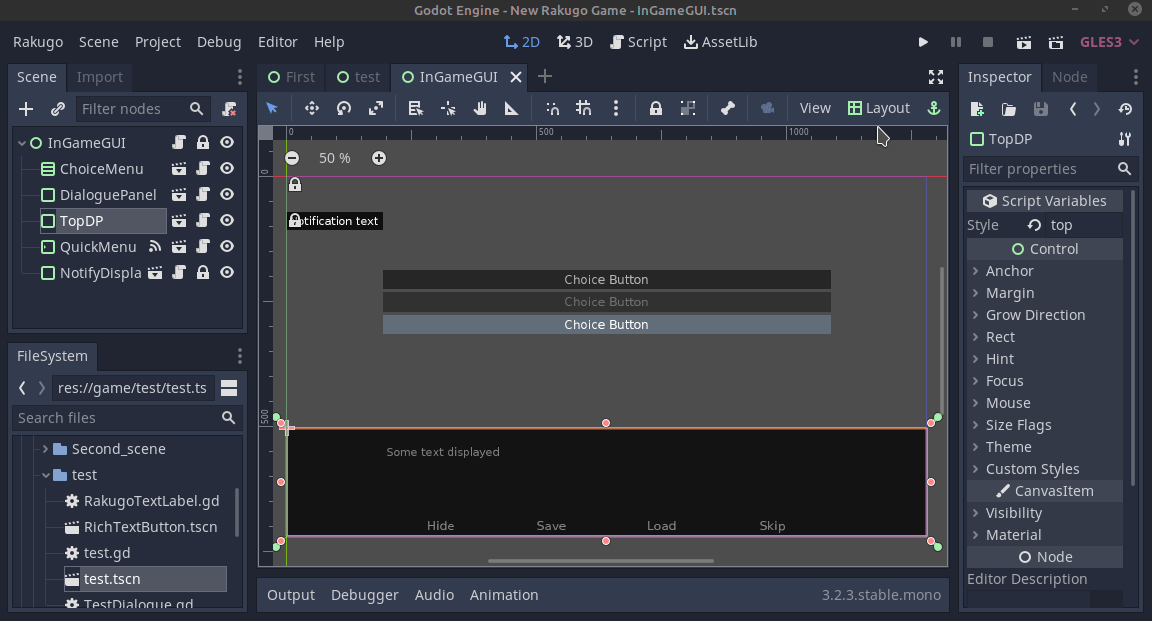 Godot Engine - New Rakugo Game - InGameGUI.tscn
Rakugo Scene Project Debug Editor Help
2D 3D Script AssetLib
GLES3
Scene Import
Filter nodes
InGameGUI
ChoiceMenu
DialoguePanel
TopDP
QuickMenu
NotifyDispla
FileSystem
res://game/test/test.ts
Search files
Second_scene
test
RakugoTextLabel.gd
RichTextButton.tscn
test.gd
test.tscn
TestDialogue.gd
First test InGameGUI
View Layout
0 500 1000
0
500
50 %
otification text
Choice Button
Choice Button
Choice Button
Some text displayed
Hide Save Load Skip
Output Debugger Audio Animation
3.2.3.stable.mono
Inspector Node
TopDP
Filter properties
Script Variables
Style top
Control
Anchor
Margin
Grow Direction
Rect
Hint
Focus
Mouse
Size Flags
Theme
Custom Styles
CanvasItem
Visibility
Material
Node
Editor Description